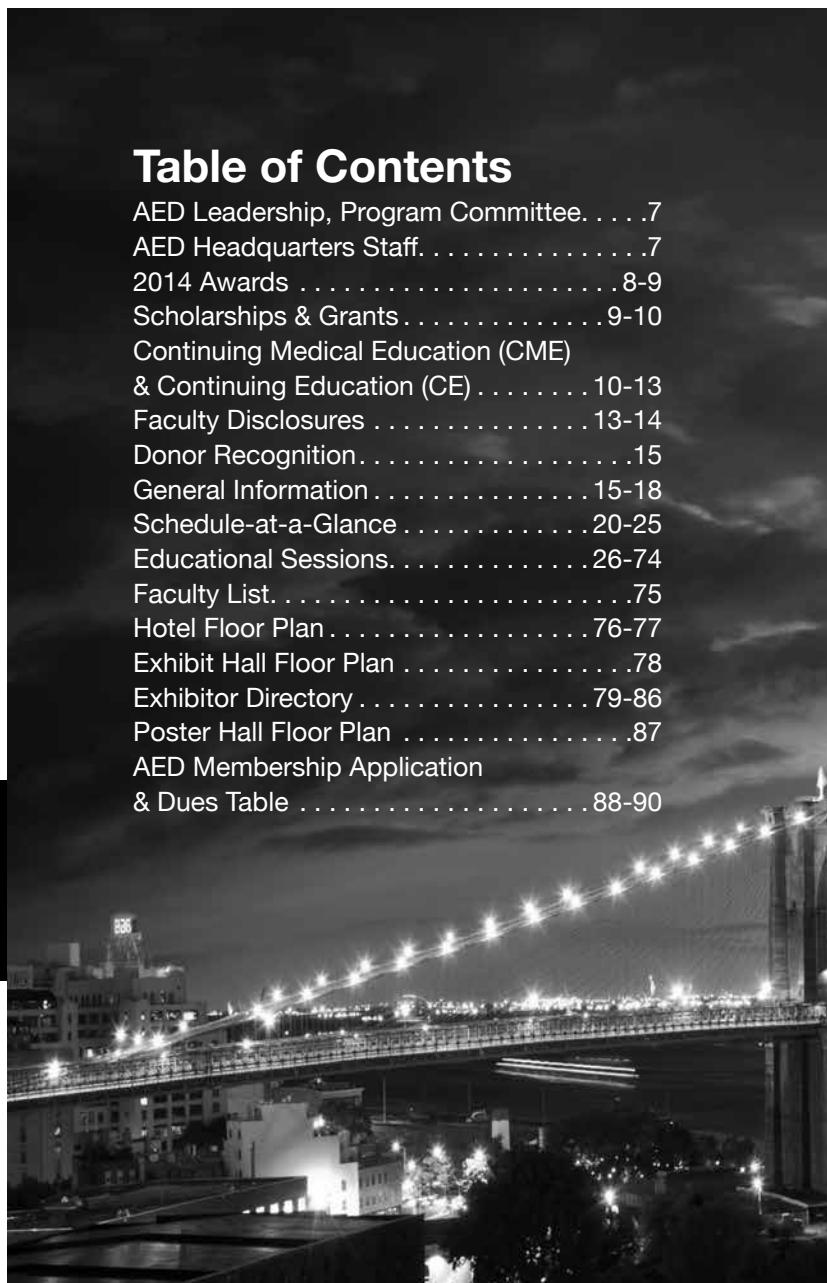 Table of Contents
AED Leadership, Program Committee. . . . .7
AED Headquarters Staff. . . . . . . . . . . . . . . .7
2014 Awards . . . . . . . . . . . . . . . . . . . . . . 8-9
Scholarships & Grants . . . . . . . . . . . . . . 9-10
Continuing Medical Education (CME)
& Continuing Education (CE) . . . . . . . . 10-13
Faculty Disclosures . . . . . . . . . . . . . . . 13-14
Donor Recognition. . . . . . . . . . . . . . . . . . .15
General Information . . . . . . . . . . . . . . . 15-18
Schedule-at-a-Glance . . . . . . . . . . . . . 20-25
Educational Sessions. . . . . . . . . . . . . . 26-74
Faculty List. . . . . . . . . . . . . . . . . . . . . . . . .75
Hotel Floor Plan . . . . . . . . . . . . . . . . . . 76-77
Exhibit Hall Floor Plan . . . . . . . . . . . . . . . .78
Exhibitor Directory . . . . . . . . . . . . . . . . 79-86
Poster Hall Floor Plan . . . . . . . . . . . . . . . .87
AED Membership Application
& Dues Table . . . . . . . . . . . . . . . . . . . . 88-90